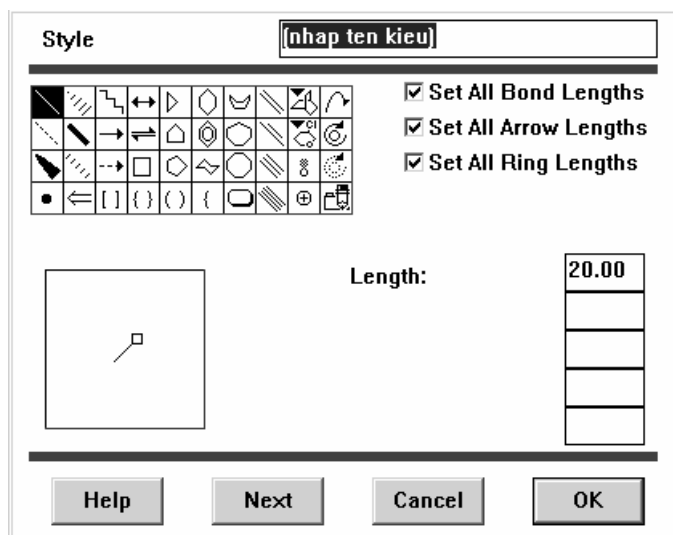 Style
[nhap ten kieu]
Set All Bond Lengths
Set All Arrow Lengths
Set All Ring Lengths
Cl
[ ] { } ( ) {
Length:
20.00
Help
Next
Cancel
OK